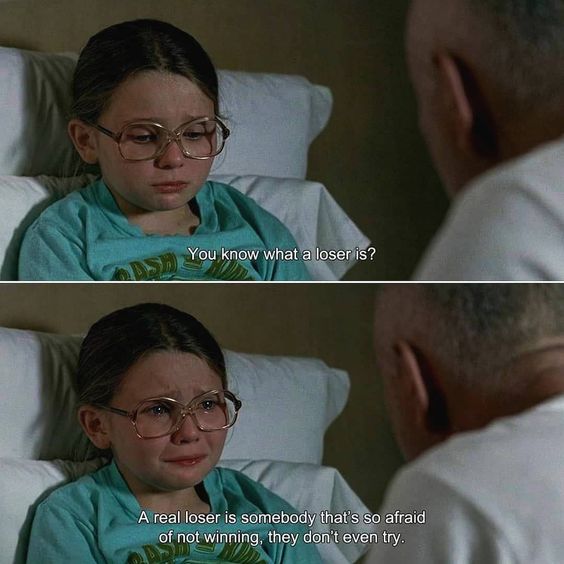 You know what a loser is?
A real loser is somebody that's so afraid
of not winning, they don't even try.